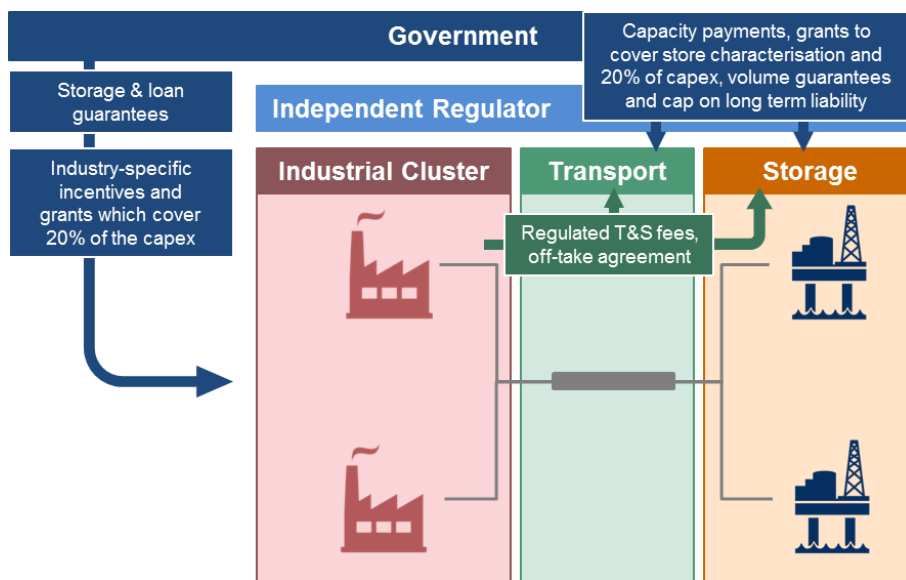 Government
Capacity payments, grants to
cover store characterisation and
20% of capex, volume guarantees
and cap on long term liability
Storage & loan
guarantees
Independent Regulator
Industry-specific
incentives and
grants which cover
20% of the capex
Industrial Cluster
Transport
Storage
Regulated T&S fees,
off-take agreement